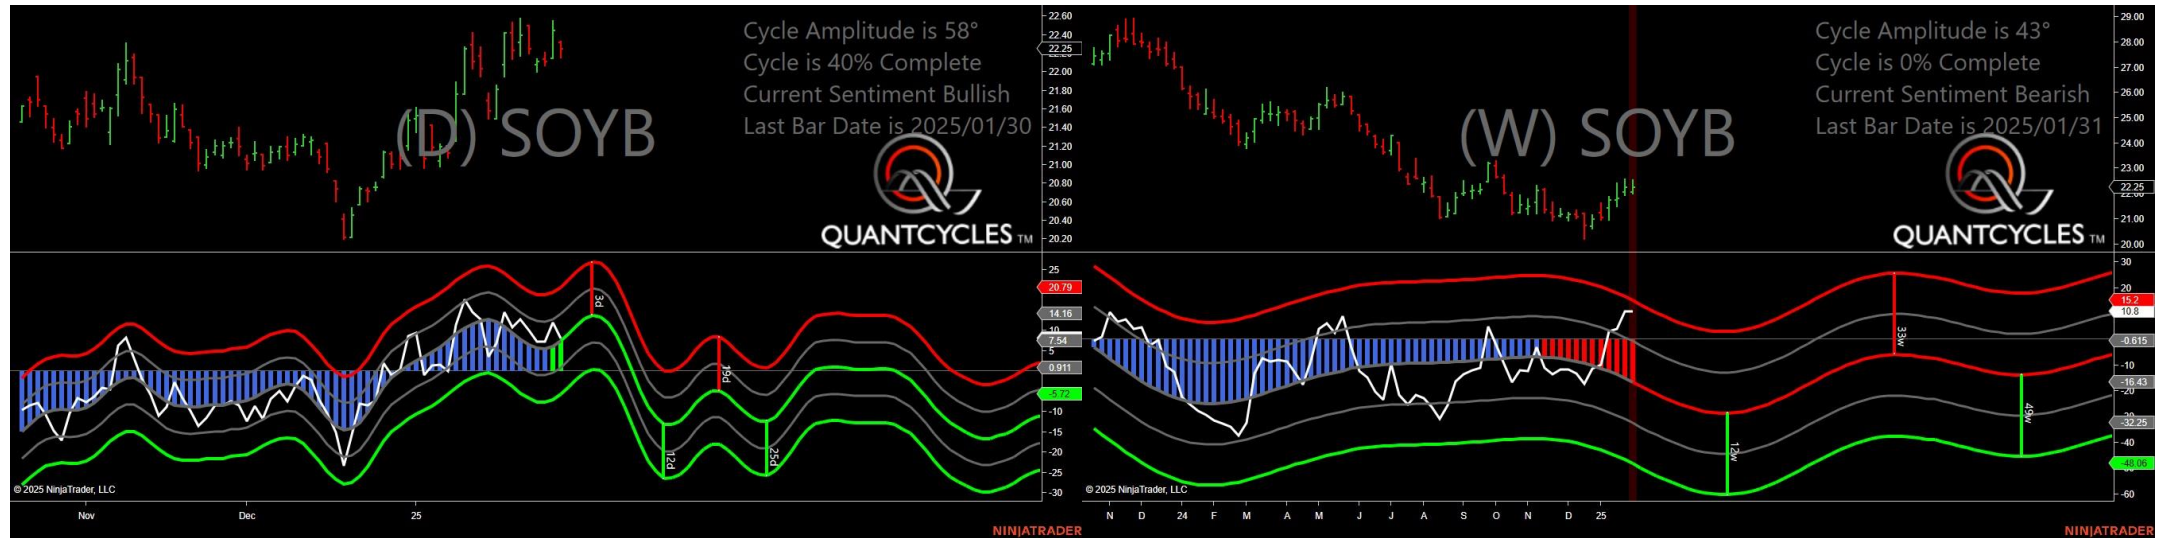 Cycle Amplitude is 58°
Cycle is 40% Complete
Current Sentiment Bullish
Last Bar Date is 2025/01/30
(D) SOYB
QUANTCYCLES TM
22.60
22.40
22.25
22.00
21.80
21.60
21.40
21.20
21.00
20.80
20.60
20.40
20.20
25
20.79
14.16
10
7.54
5
0.911
-5.72
-10
-15
-20
-25
-30
3d
12d
19d
25d
© 2025 NinjaTrader, LLC
Nov Dec 25
NINJATRADER
Cycle Amplitude is 43°
Cycle is 0% Complete
Current Sentiment Bearish
Last Bar Date is 2025/01/31
(W) SOYB
QUANTCYCLES TM
29.00
28.00
27.00
26.00
25.00
24.00
23.00
22.25
21.00
20.00
30
20
15.2
10.8
-0.615
-10
-16.43
-20
-32.25
-40
-48.06
-60
12w
33w
49w
© 2025 NinjaTrader, LLC
N D 24 F M A M J J A S O N D 25
NINJATRADER